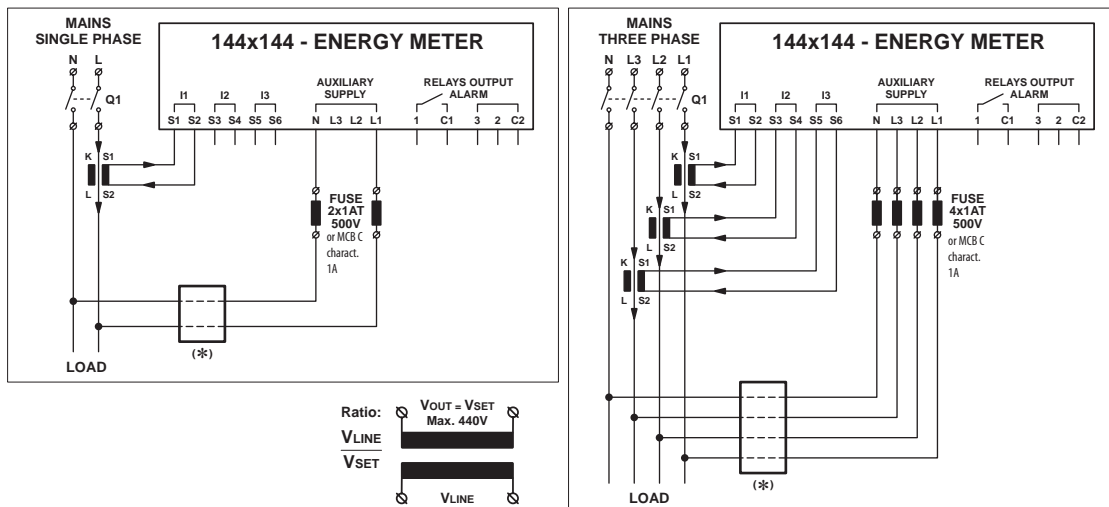 MAINS
SINGLE PHASE
N L
Q1
144x144 - ENERGY METER
I1 I2 I3
AUXILIARY
SUPPLY
RELAYS OUTPUT
ALARM
S1 S2 S3 S4 S5 S6 N L3 L2 L1 1 C1 3 2 C2
K S1
L S2
FUSE
2x1AT
500V
or MCB C
charact.
1A
(*)
LOAD
Ratio:
VLINE
VSET
VOUT = VSET
Max. 440V
VLINE
MAINS
THREE PHASE
N L3 L2 L1
Q1
144x144 - ENERGY METER
I1 I2 I3
AUXILIARY
SUPPLY
RELAYS OUTPUT
ALARM
S1 S2 S3 S4 S5 S6 N L3 L2 L1 1 C1 3 2 C2
K S1
L S2
K S1
L S2
K S1
L S2
FUSE
4x1AT
500V
or MCB C
charact.
1A
(*)
LOAD